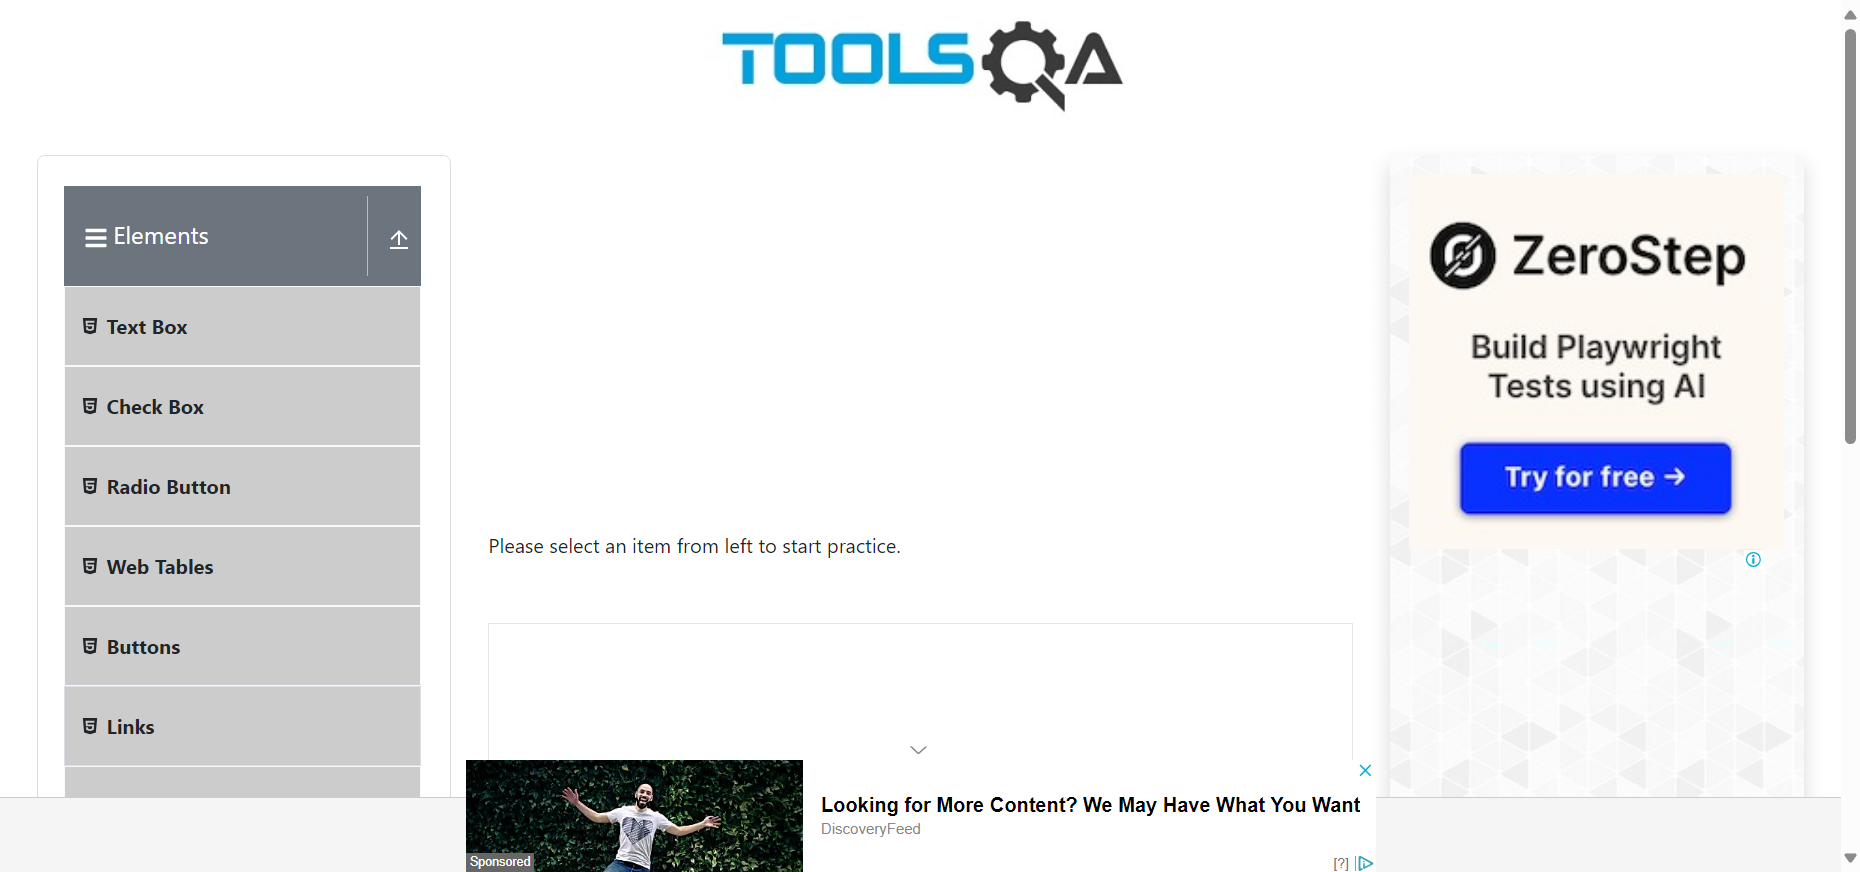 TOOLSQA
Elements
Text Box
Check Box
Radio Button
Web Tables
Buttons
Links
Please select an item from left to start practice.
ZeroStep
Build Playwright
Tests using AI
Try for free →
Sponsored
Looking for More Content? We May Have What You Want
DiscoveryFeed
[?]